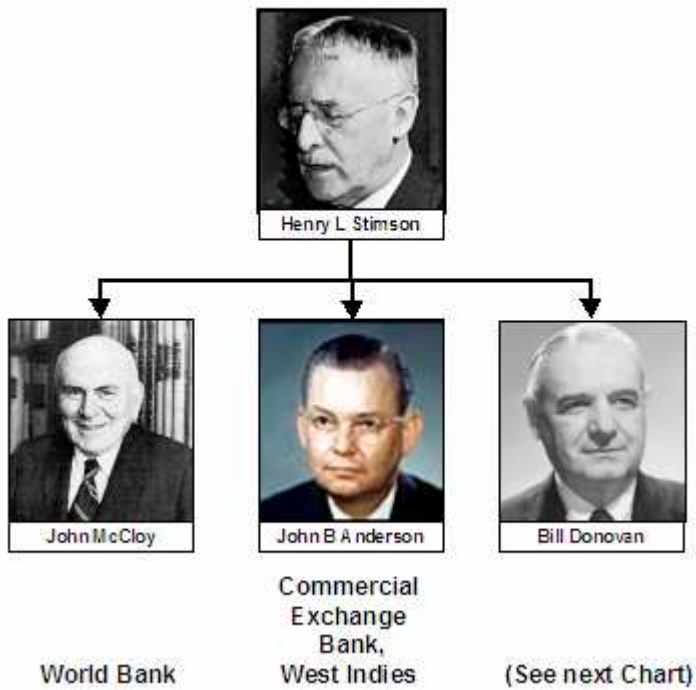 Henry L. Stimson
John McCloy
John B Anderson
Bill Donovan
Commercial
Exchange
Bank,
West Indies
World Bank
(See next Chart)